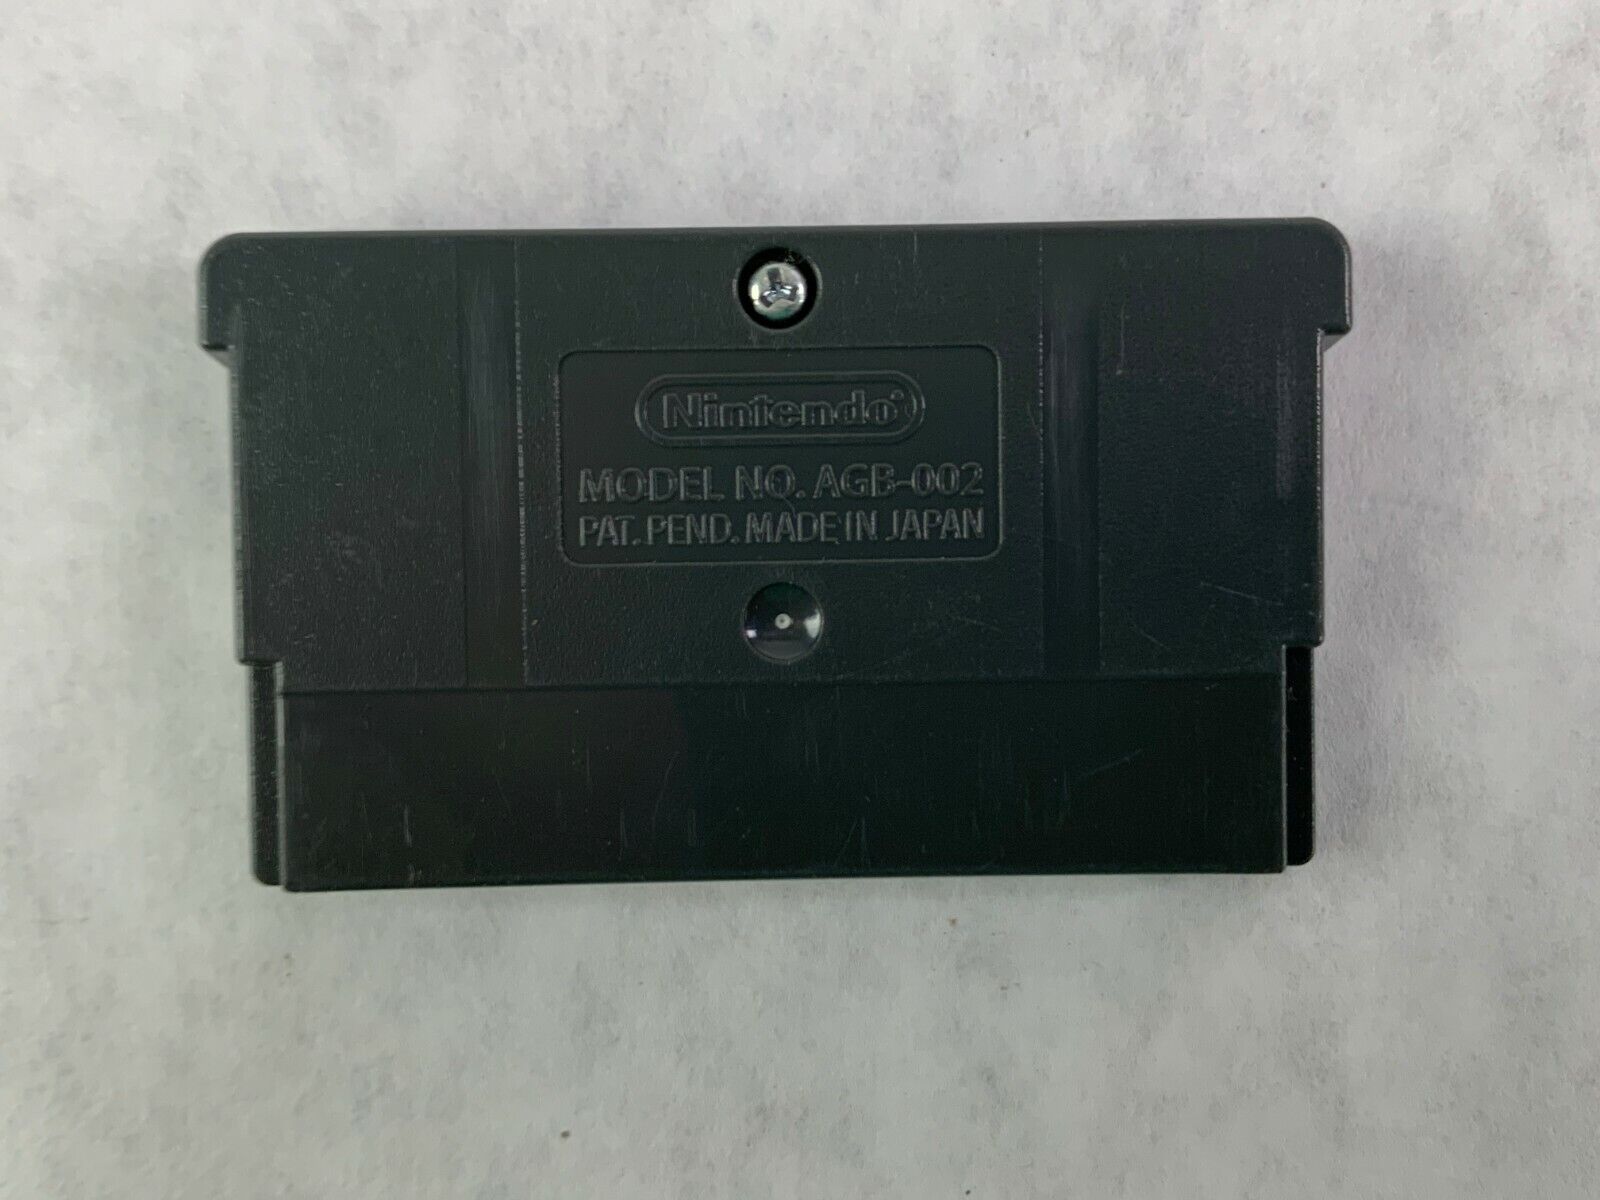 Nintendo®
MODEL NO. AGB-002
PAT. PEND. MADE IN JAPAN